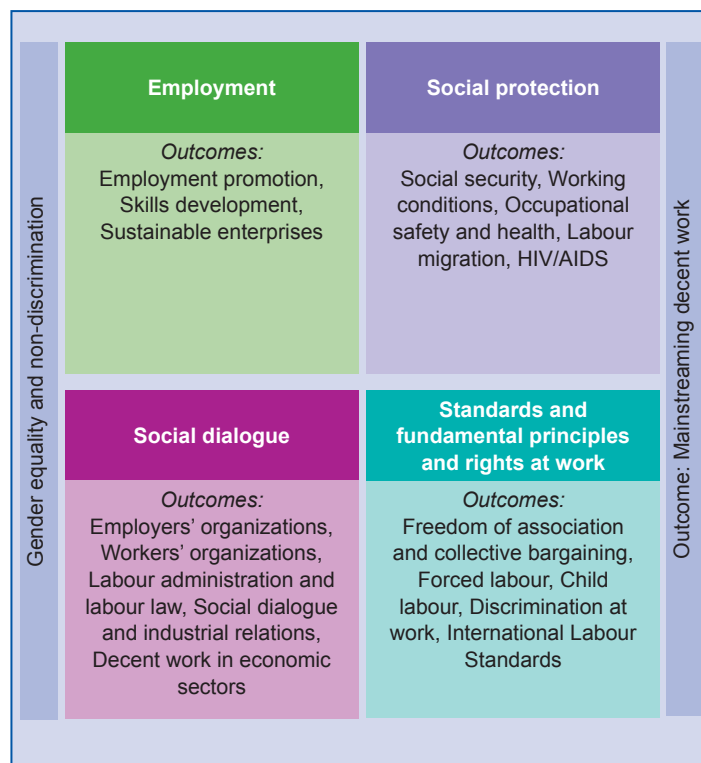 Gender equality and non-discrimination
Employment
Outcomes:
Employment promotion,
Skills development,
Sustainable enterprises
Social protection
Outcomes:
Social security, Working
conditions, Occupational
safety and health, Labour
migration, HIV/AIDS
Social dialogue
Outcomes:
Employers’ organizations,
Workers’ organizations,
Labour administration and
labour law, Social dialogue
and industrial relations,
Decent work in economic
sectors
Standards and
fundamental principles
and rights at work
Outcomes:
Freedom of association
and collective bargaining,
Forced labour, Child
labour, Discrimination at
work, International Labour
Standards
Outcome: Mainstreaming decent work